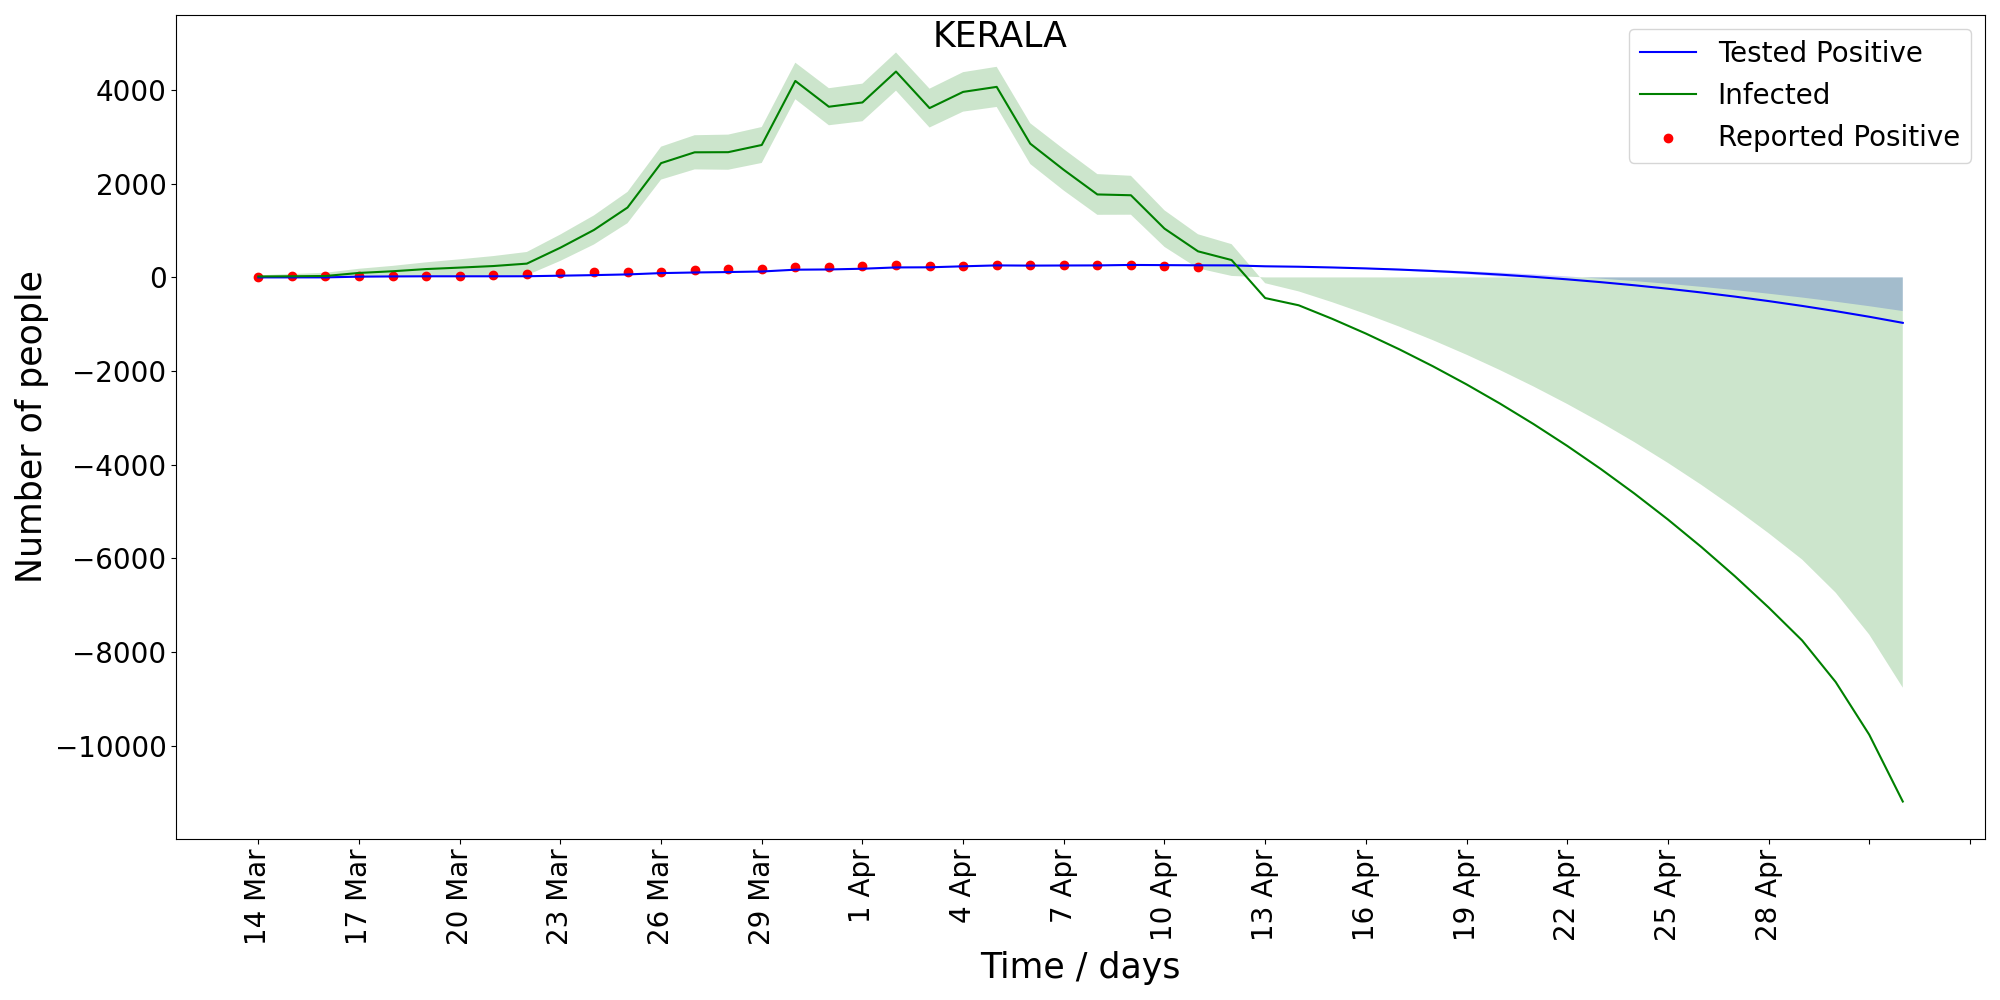 KERALA
Tested Positive
Infected
Reported Positive
Number of people
4000
2000
0
−2000
−4000
−6000
−8000
−10000
14 Mar
17 Mar
20 Mar
23 Mar
26 Mar
29 Mar
1 Apr
4 Apr
7 Apr
10 Apr
13 Apr
16 Apr
19 Apr
22 Apr
25 Apr
28 Apr
Time / days